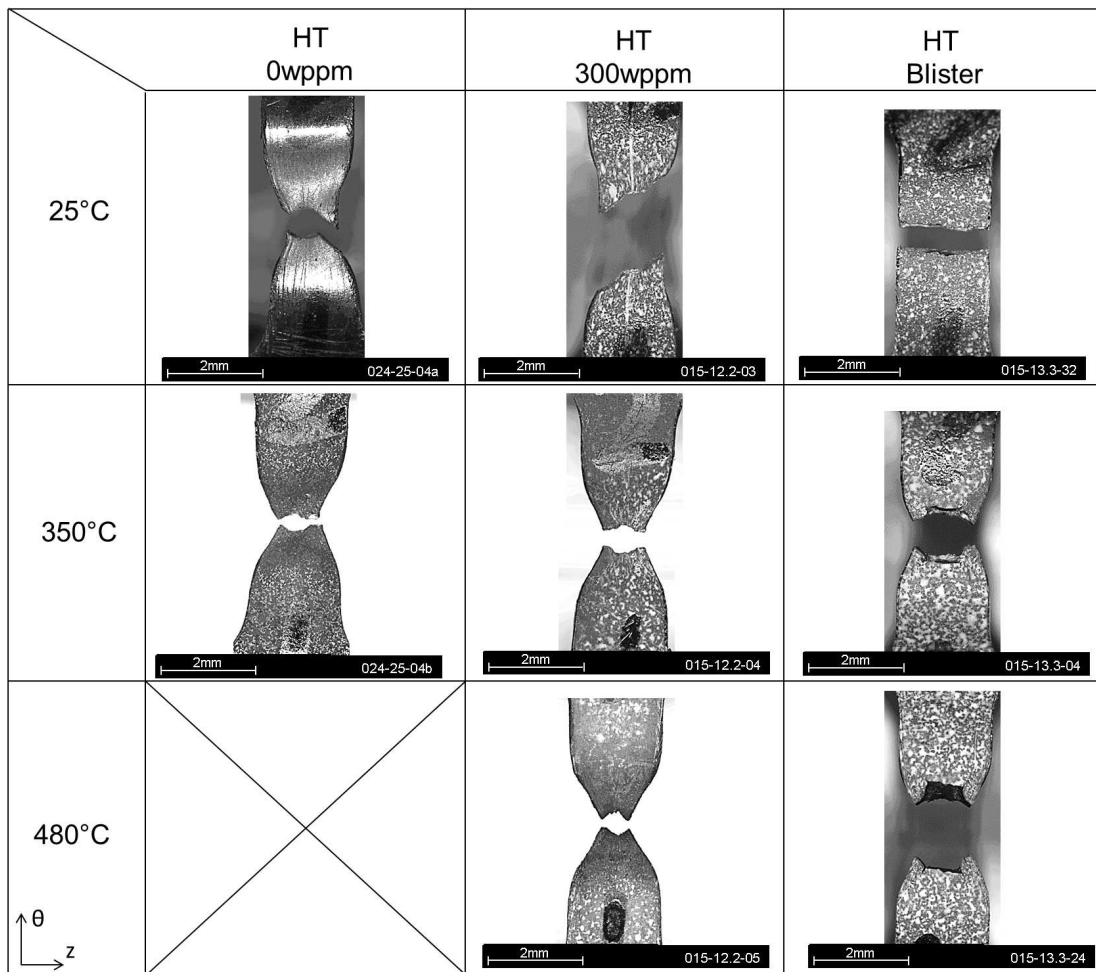 HT
0wppm
HT
300wppm
HT
Blister
25°C
2mm 024-25-04a
2mm 015-12.2-03
2mm 015-13.3-32
350°C
2mm 024-25-04b
2mm 015-12.2-04
2mm 015-13.3-04
480°C
2mm 015-12.2-05
2mm 015-13.3-24
θ
z